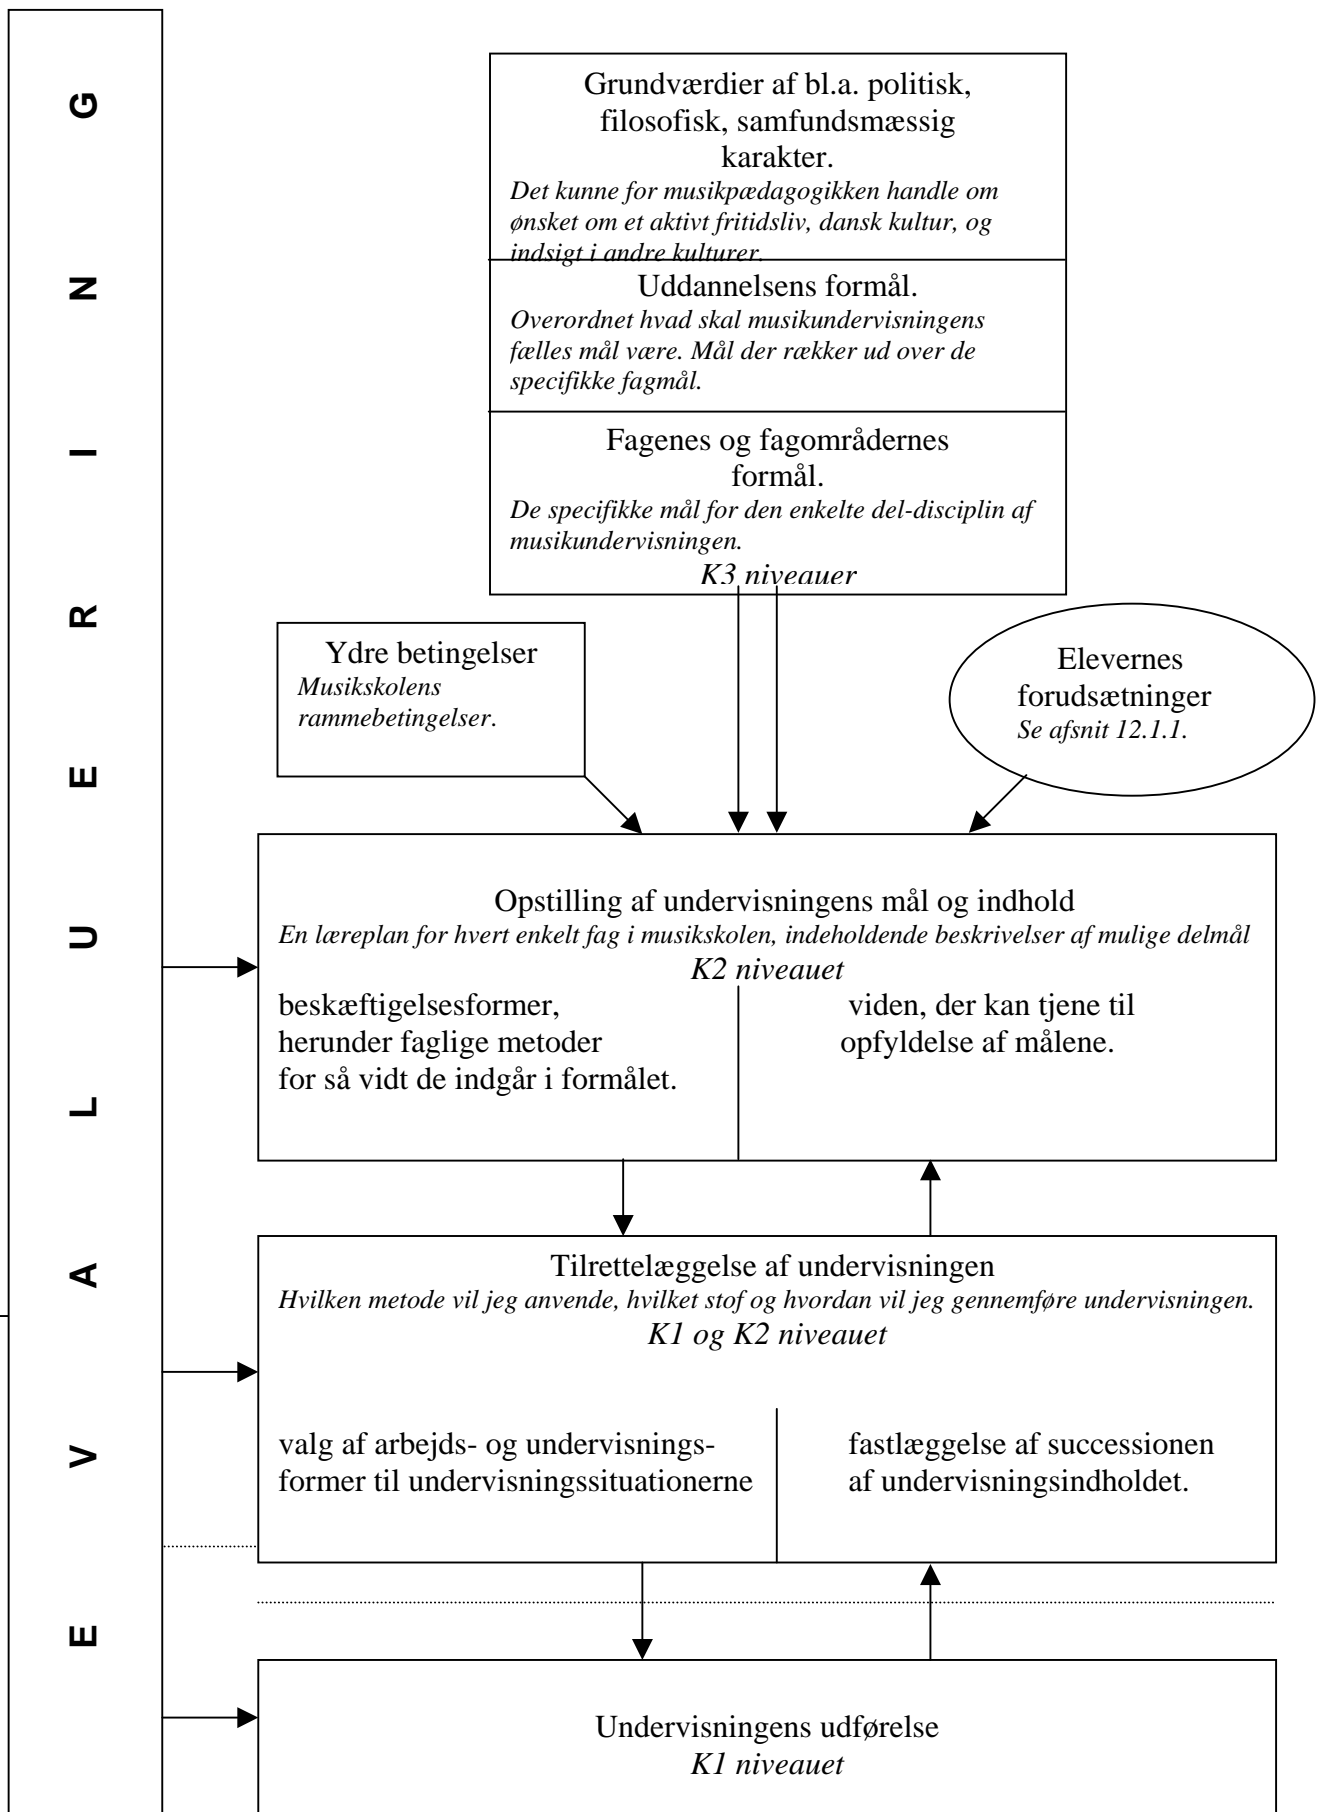 EVALUERING
Grundværdier af bl.a. politisk,
filosofisk, samfundsmæssig
karakter.
Det kunne for musikpædagogikken handle om
ønsket om et aktivt fritidsliv, dansk kultur, og
indsigt i andre kulturer.
Uddannelsens formål.
Overordnet hvad skal musikundervisningens
fælles mål være. Mål der rækker ud over de
specifikke fagmål.
Fagenes og fagområdernes
formål.
De specifikke mål for den enkelte del-disciplin af
musikundervisningen.
K3 niveauer
Ydre betingelser
Musikskolens
rammebetingelser.
Elevernes
forudsætninger
Se afsnit 12.1.1.
Opstilling af undervisningens mål og indhold
En læreplan for hvert enkelt fag i musikskolen, indeholdende beskrivelser af mulige delmål
K2 niveauet
beskæftigelsesformer,
herunder faglige metoder
for så vidt de indgår i formålet.
viden, der kan tjene til
opfyldelse af målene.
Tilrettelæggelse af undervisningen
Hvilken metode vil jeg anvende, hvilket stof og hvordan vil jeg gennemføre undervisningen.
K1 og K2 niveauet
valg af arbejds- og undervisnings-
former til undervisningssituationerne
fastlæggelse af successionen
af undervisningsindholdet.
Undervisningens udførelse
K1 niveauet